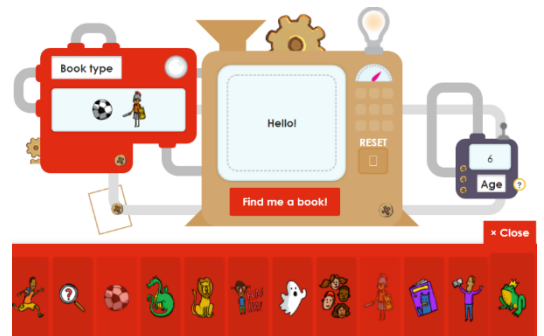 Book type
Hello!
RESET
Find me a book!
6
Age
?
× Close
?